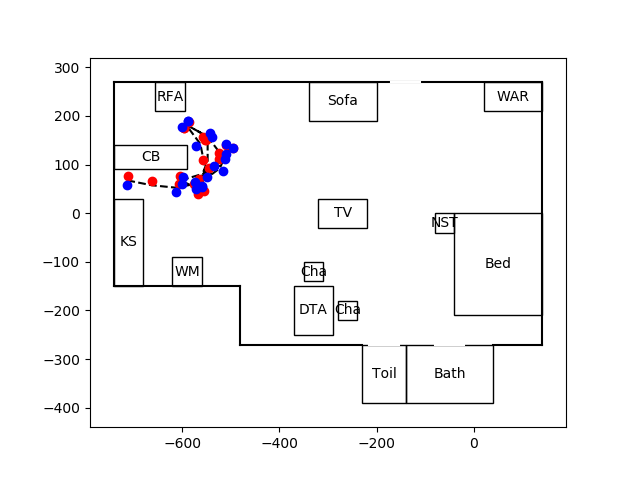 300
200
100
0
−100
−200
−300
−400
−600
−400
−200
0
RFA
Sofa
WAR
CB
TV
NST
KS
WM
Cha
Bed
DTA
Cha
Toil
Bath